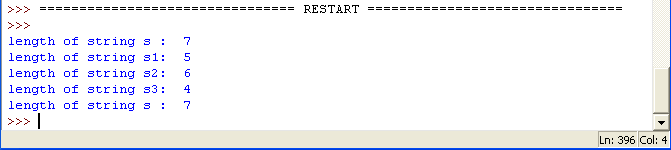 >>> ================================ RESTART ================================
>>>
length of string s :  7
length of string s1:  5
length of string s2:  6
length of string s3:  4
length of string s :  7
>>>
Ln: 396 Col: 4